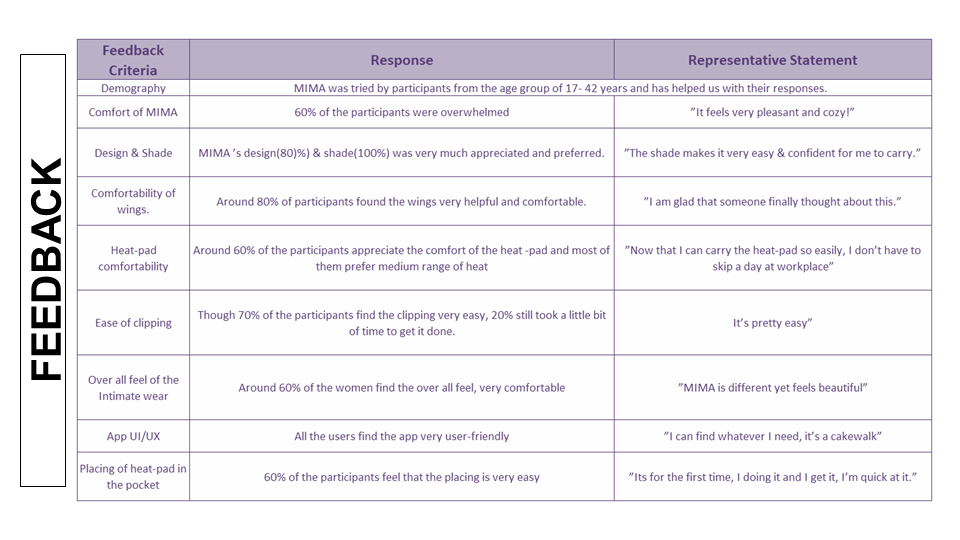 FEEDBACK
Feedback
Criteria
Response
Representative Statement
Demography
MIMA was tried by participants from the age group of 17- 42 years and has helped us with their responses.
Comfort of MIMA
60% of the participants were overwhelmed
”It feels very pleasant and cozy!”
Design & Shade
MIMA ’s design(80)%) & shade(100%) was very much appreciated and preferred.
”The shade makes it very easy & confident for me to carry.”
Comfortability of
wings.
Around 80% of participants found the wings very helpful and comfortable.
”I am glad that someone finally thought about this.”
Heat-pad
comfortability
Around 60% of the participants appreciate the comfort of the heat -pad and most of
them prefer medium range of heat
”Now that I can carry the heat-pad so easily, I don’t have to
skip a day at workplace”
Ease of clipping
Though 70% of the participants find the clipping very easy, 20% still took a little bit
of time to get it done.
It’s pretty easy”
Over all feel of the
Intimate wear
Around 60% of the women find the over all feel, very comfortable
”MIMA is different yet feels beautiful”
App UI/UX
All the users find the app very user-friendly
”I can find whatever I need, it’s a cakewalk”
Placing of heat-pad in
the pocket
60% of the participants feel that the placing is very easy
”Its for the first time, I doing it and I get it, I’m quick at it.”